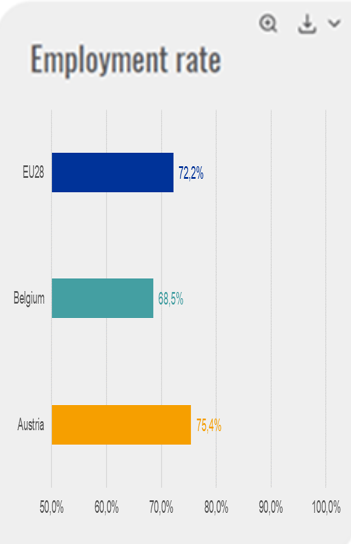 Employment rate
EU28
72,2%
Belgium
68,5%
Austria
75,4%
50,0% 60,0% 70,0% 80,0% 90,0% 100,0%